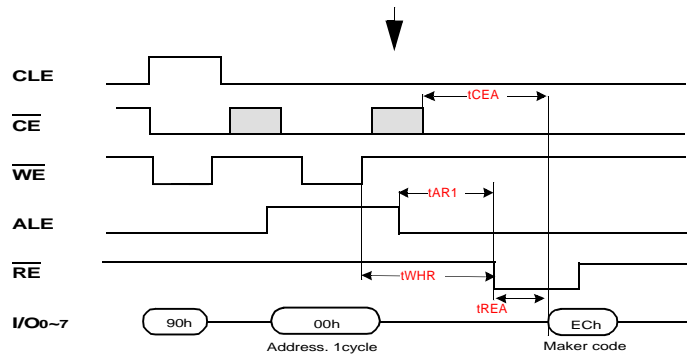 CLE
tCEA
CE
WE
tAR1
ALE
tWHR
RE
tREA
I/O0~7
90h
00h
ECh
Address. 1cycle
Maker code